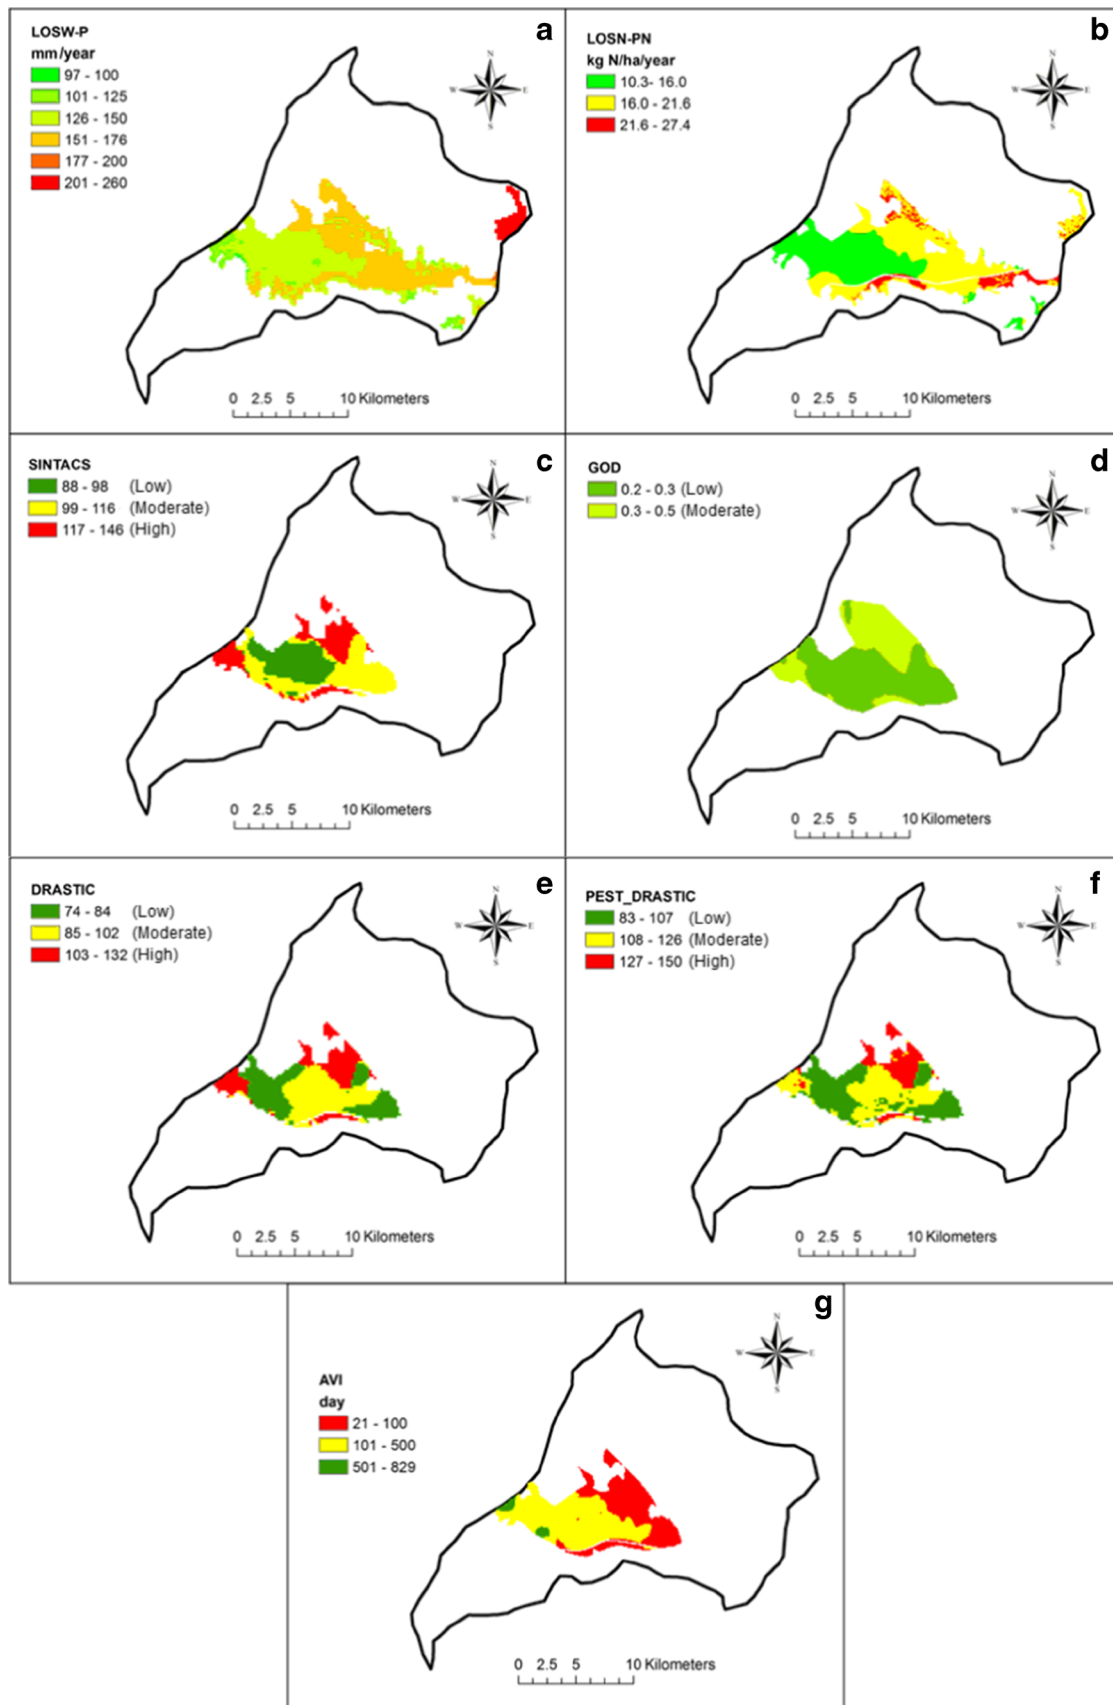 a
LOSW-P
mm/year
97 - 100
101 - 125
126 - 150
151 - 176
177 - 200
201 - 260
N
W E
S
0 2.5 5 10 Kilometers
b
LOSN-PN
kg N/ha/year
10.3- 16.0
16.0 - 21.6
21.6 - 27.4
N
W E
S
0 2.5 5 10 Kilometers
c
SINTACS
88 - 98 (Low)
99 - 116 (Moderate)
117 - 146 (High)
N
W E
S
0 2.5 5 10 Kilometers
d
GOD
0.2 - 0.3 (Low)
0.3 - 0.5 (Moderate)
N
W E
S
0 2.5 5 10 Kilometers
e
DRASTIC
74 - 84 (Low)
85 - 102 (Moderate)
103 - 132 (High)
N
W E
S
0 2.5 5 10 Kilometers
f
PEST_DRASTIC
83 - 107 (Low)
108 - 126 (Moderate)
127 - 150 (High)
N
W E
S
0 2.5 5 10 Kilometers
g
AVI
day
21 - 100
101 - 500
501 - 829
N
W E
S
0 2.5 5 10 Kilometers